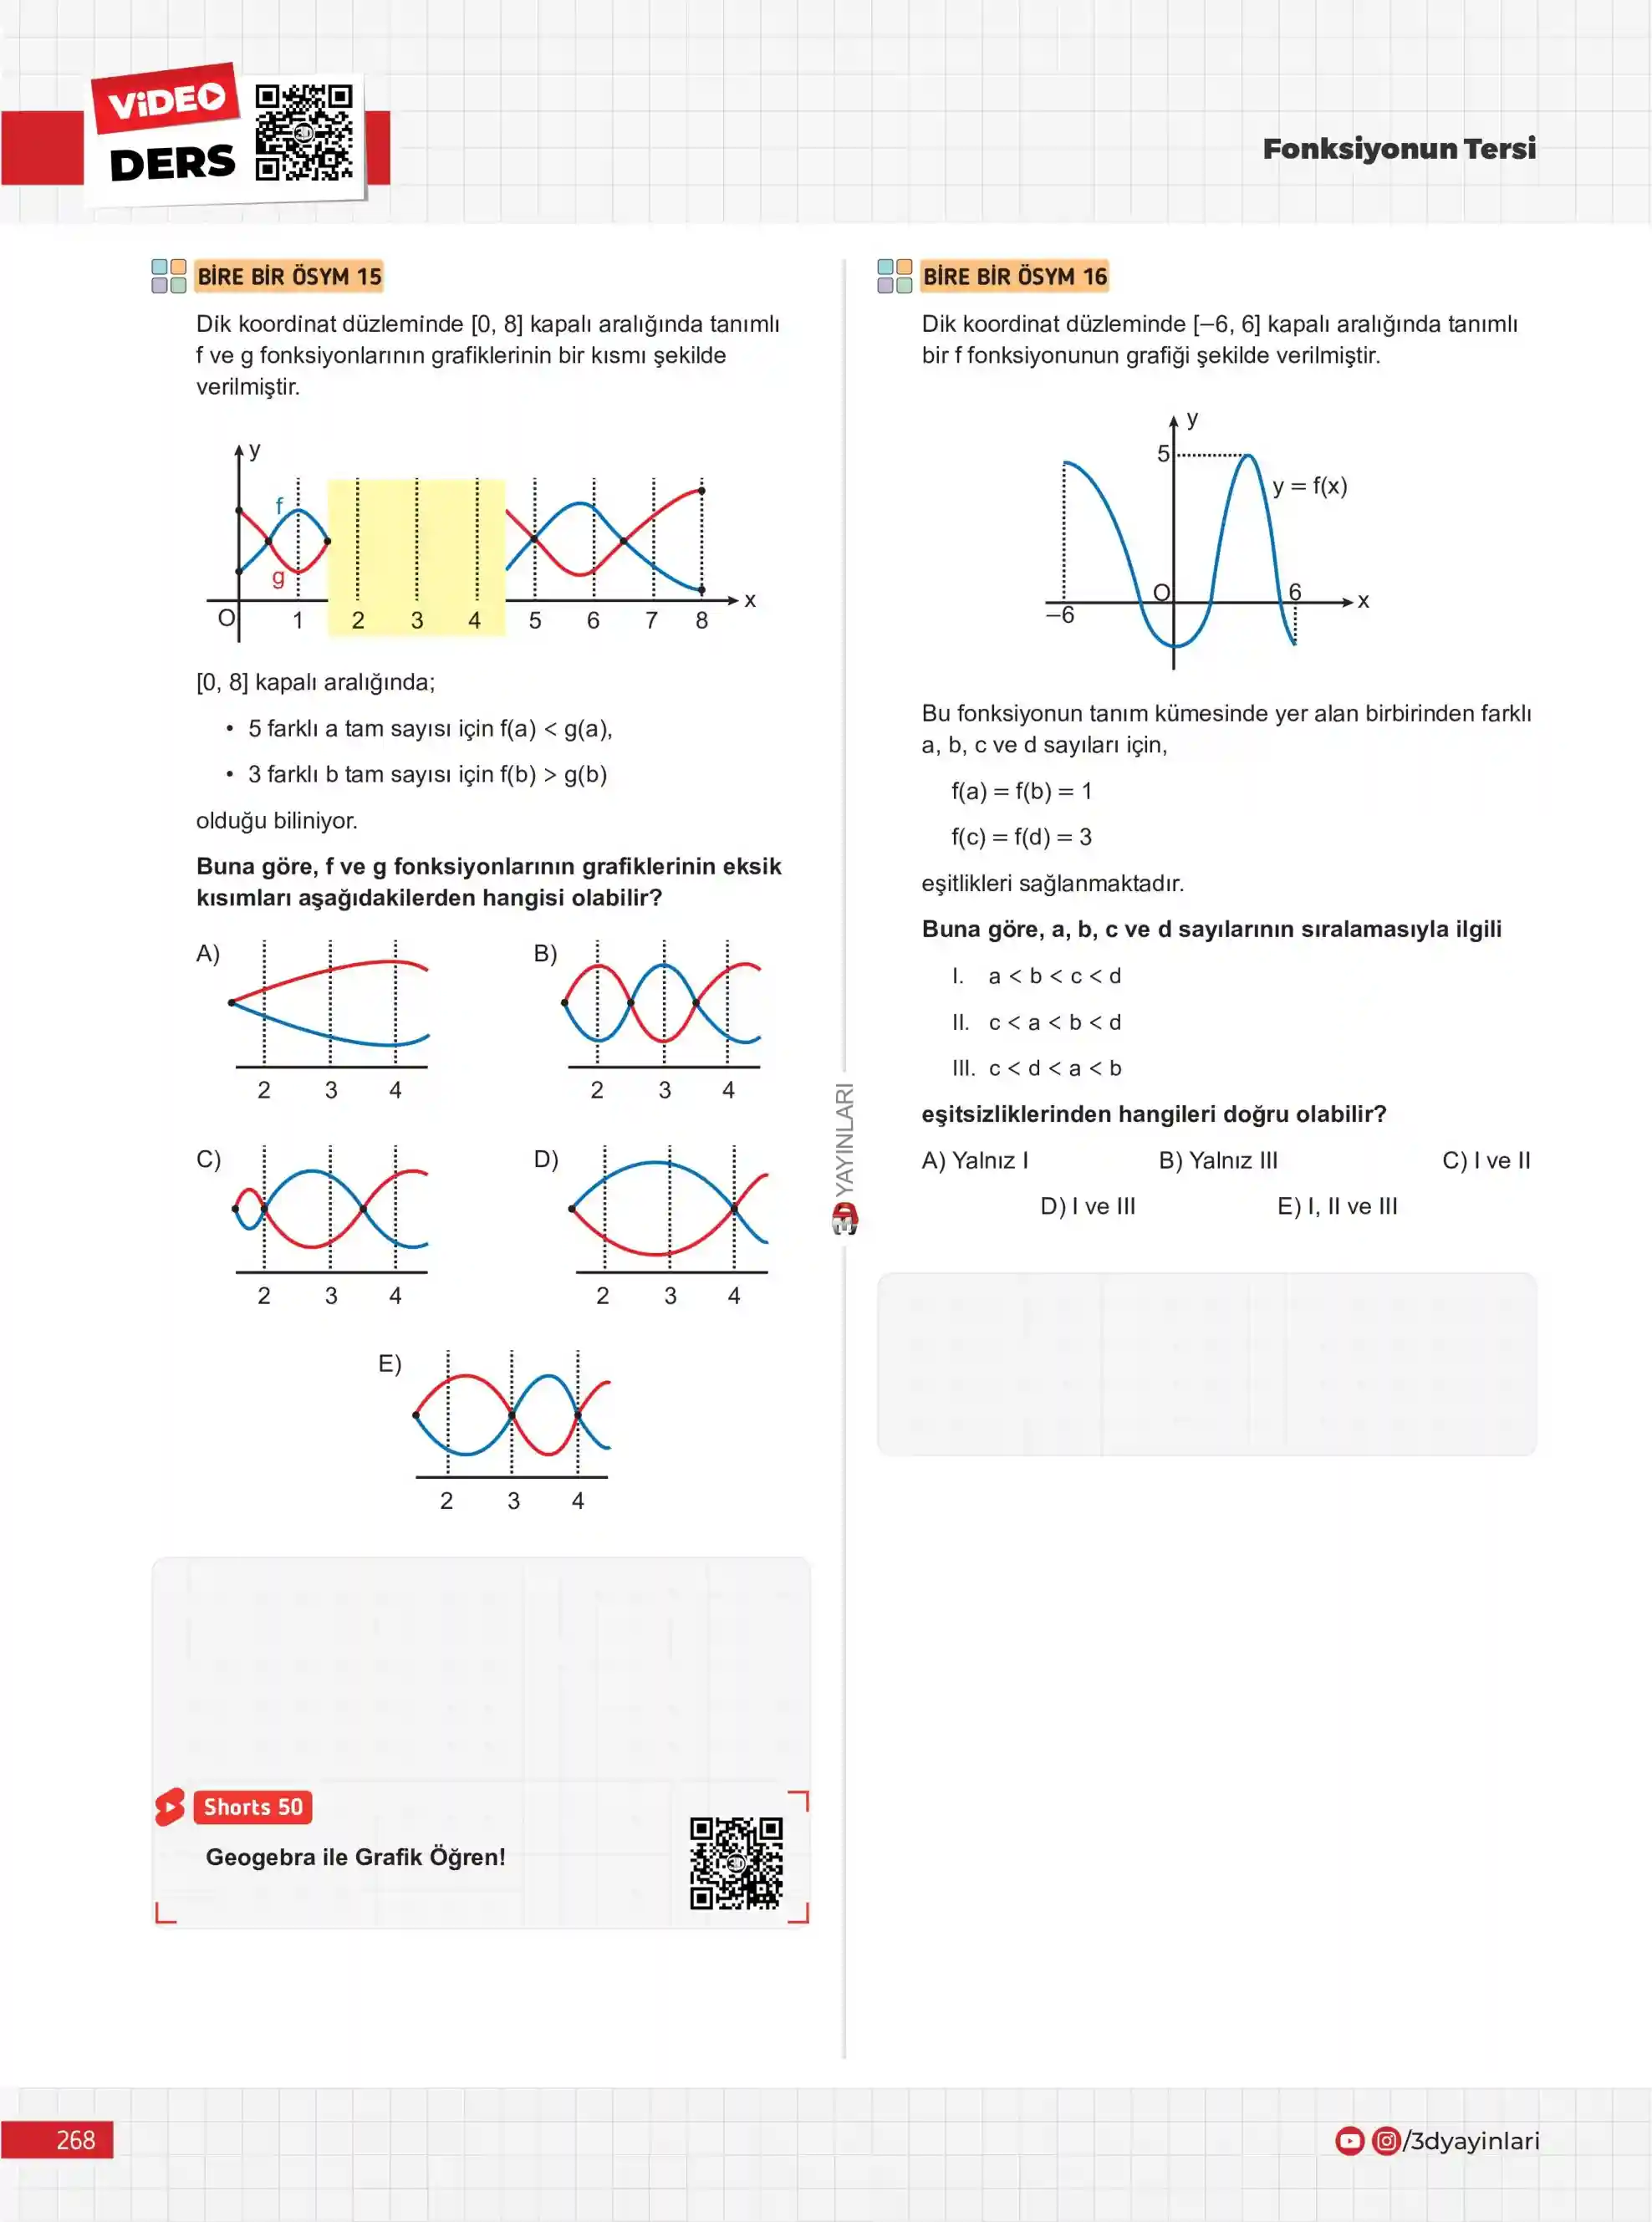 VİDEO
DERS
3D
Fonksiyonun Tersi
BİRE BİR ÖSYM 15
Dik koordinat düzleminde [0, 8] kapalı aralığında tanımlı
f ve g fonksiyonlarının grafiklerinin bir kısmı şekilde
verilmiştir.
y
f
g
O 1 2 3 4 5 6 7 8 x
[0, 8] kapalı aralığında;
• 5 farklı a tam sayısı için f(a) < g(a),
• 3 farklı b tam sayısı için f(b) > g(b)
olduğu biliniyor.
Buna göre, f ve g fonksiyonlarının grafiklerinin eksik
kısımları aşağıdakilerden hangisi olabilir?
A)
2 3 4
B)
2 3 4
C)
2 3 4
D)
2 3 4
E)
2 3 4
Shorts 50
Geogebra ile Grafik Öğren!
3D
3D YAYINLARI
BİRE BİR ÖSYM 16
Dik koordinat düzleminde [–6, 6] kapalı aralığında tanımlı
bir f fonksiyonunun grafiği şekilde verilmiştir.
y
5
y = f(x)
O 6 x
–6
Bu fonksiyonun tanım kümesinde yer alan birbirinden farklı
a, b, c ve d sayıları için,
f(a) = f(b) = 1
f(c) = f(d) = 3
eşitlikleri sağlanmaktadır.
Buna göre, a, b, c ve d sayılarının sıralamasıyla ilgili
I. a < b < c < d
II. c < a < b < d
III. c < d < a < b
eşitsizliklerinden hangileri doğru olabilir?
A) Yalnız I B) Yalnız III C) I ve II
D) I ve III E) I, II ve III
268
/3dyayinlari